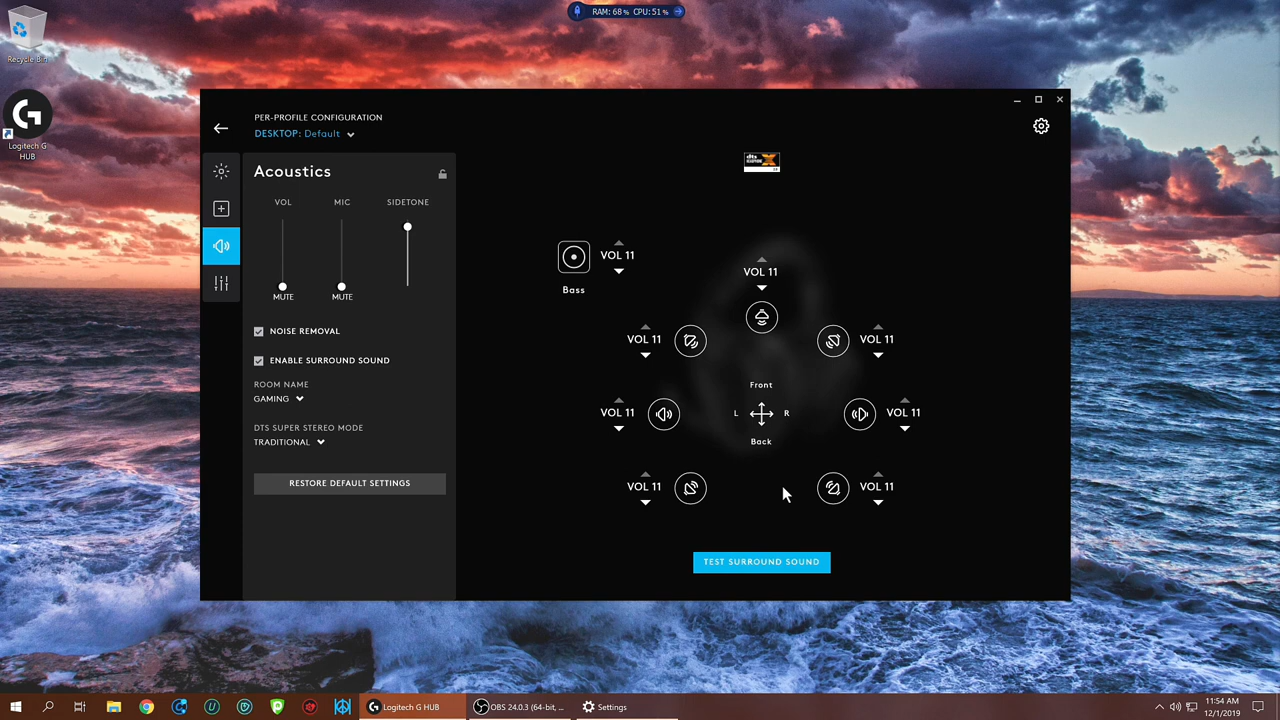 RAM: 68 % CPU: 51 %
Recycle Bin
Logitech G
HUB
PER-PROFILE CONFIGURATION
DESKTOP: Default
Acoustics
VOL
MIC
SIDETONE
MUTE
MUTE
NOISE REMOVAL
ENABLE SURROUND SOUND
ROOM NAME
GAMING
DTS SUPER STEREO MODE
TRADITIONAL
RESTORE DEFAULT SETTINGS
dts
X
VOL 11
Bass
VOL 11
VOL 11
VOL 11
Front
VOL 11
L
R
VOL 11
Back
VOL 11
VOL 11
TEST SURROUND SOUND
Logitech G HUB
OBS 24.0.3 (64-bit, ...
Settings
11:54 AM
12/1/2019